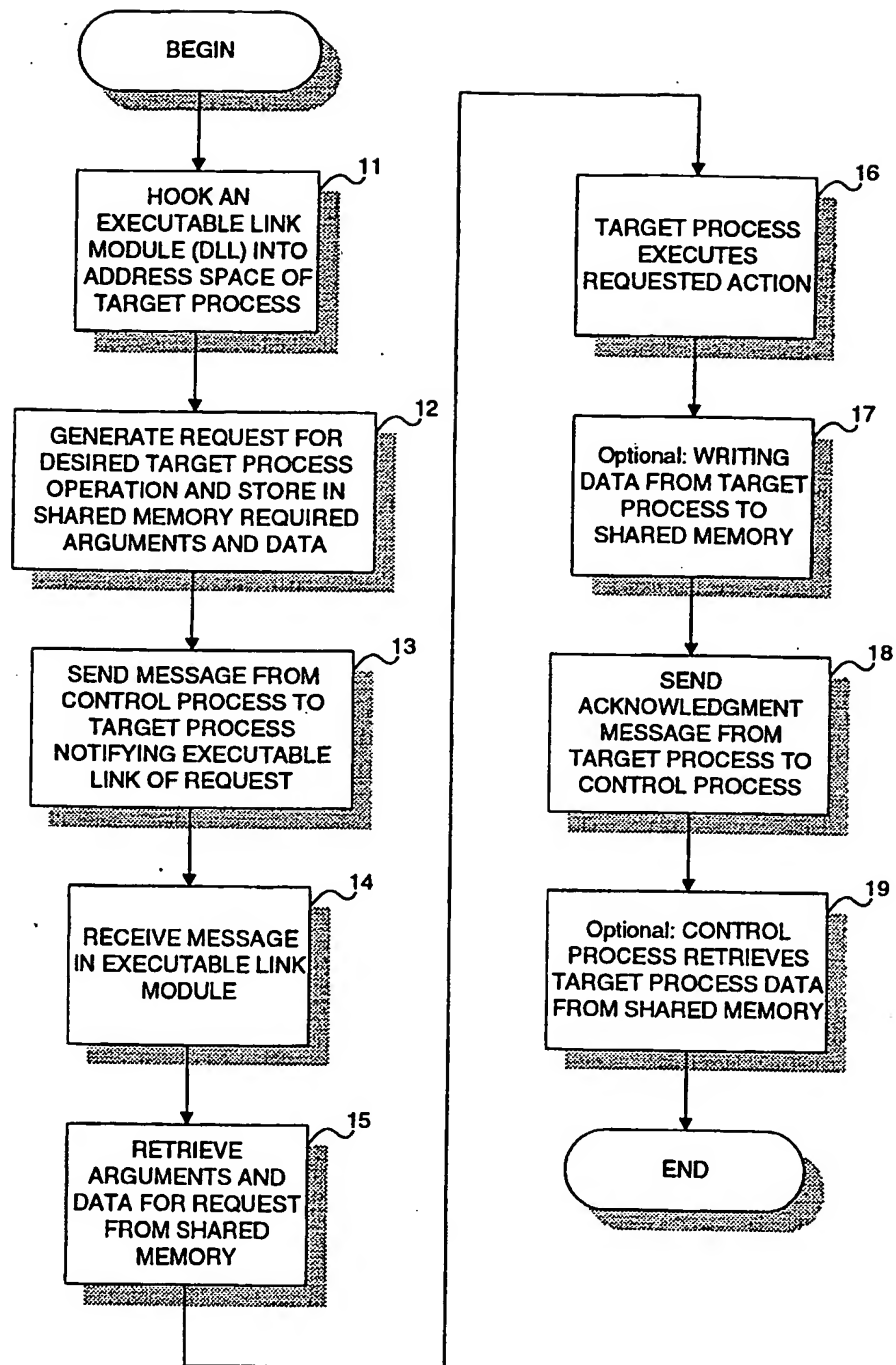 BEGIN
11
HOOK AN
EXECUTABLE LINK
MODULE (DLL) INTO
ADDRESS SPACE OF
TARGET PROCESS
12
GENERATE REQUEST FOR
DESIRED TARGET PROCESS
OPERATION AND STORE IN
SHARED MEMORY REQUIRED
ARGUMENTS AND DATA
13
SEND MESSAGE FROM
CONTROL PROCESS TO
TARGET PROCESS
NOTIFYING EXECUTABLE
LINK OF REQUEST
14
RECEIVE MESSAGE
IN EXECUTABLE LINK
MODULE
15
RETRIEVE
ARGUMENTS AND
DATA FOR REQUEST
FROM SHARED
MEMORY
16
TARGET PROCESS
EXECUTES
REQUESTED ACTION
17
Optional: WRITING
DATA FROM TARGET
PROCESS TO
SHARED MEMORY
18
SEND
ACKNOWLEDGMENT
MESSAGE FROM
TARGET PROCESS TO
CONTROL PROCESS
19
Optional: CONTROL
PROCESS RETRIEVES
TARGET PROCESS DATA
FROM SHARED MEMORY
END